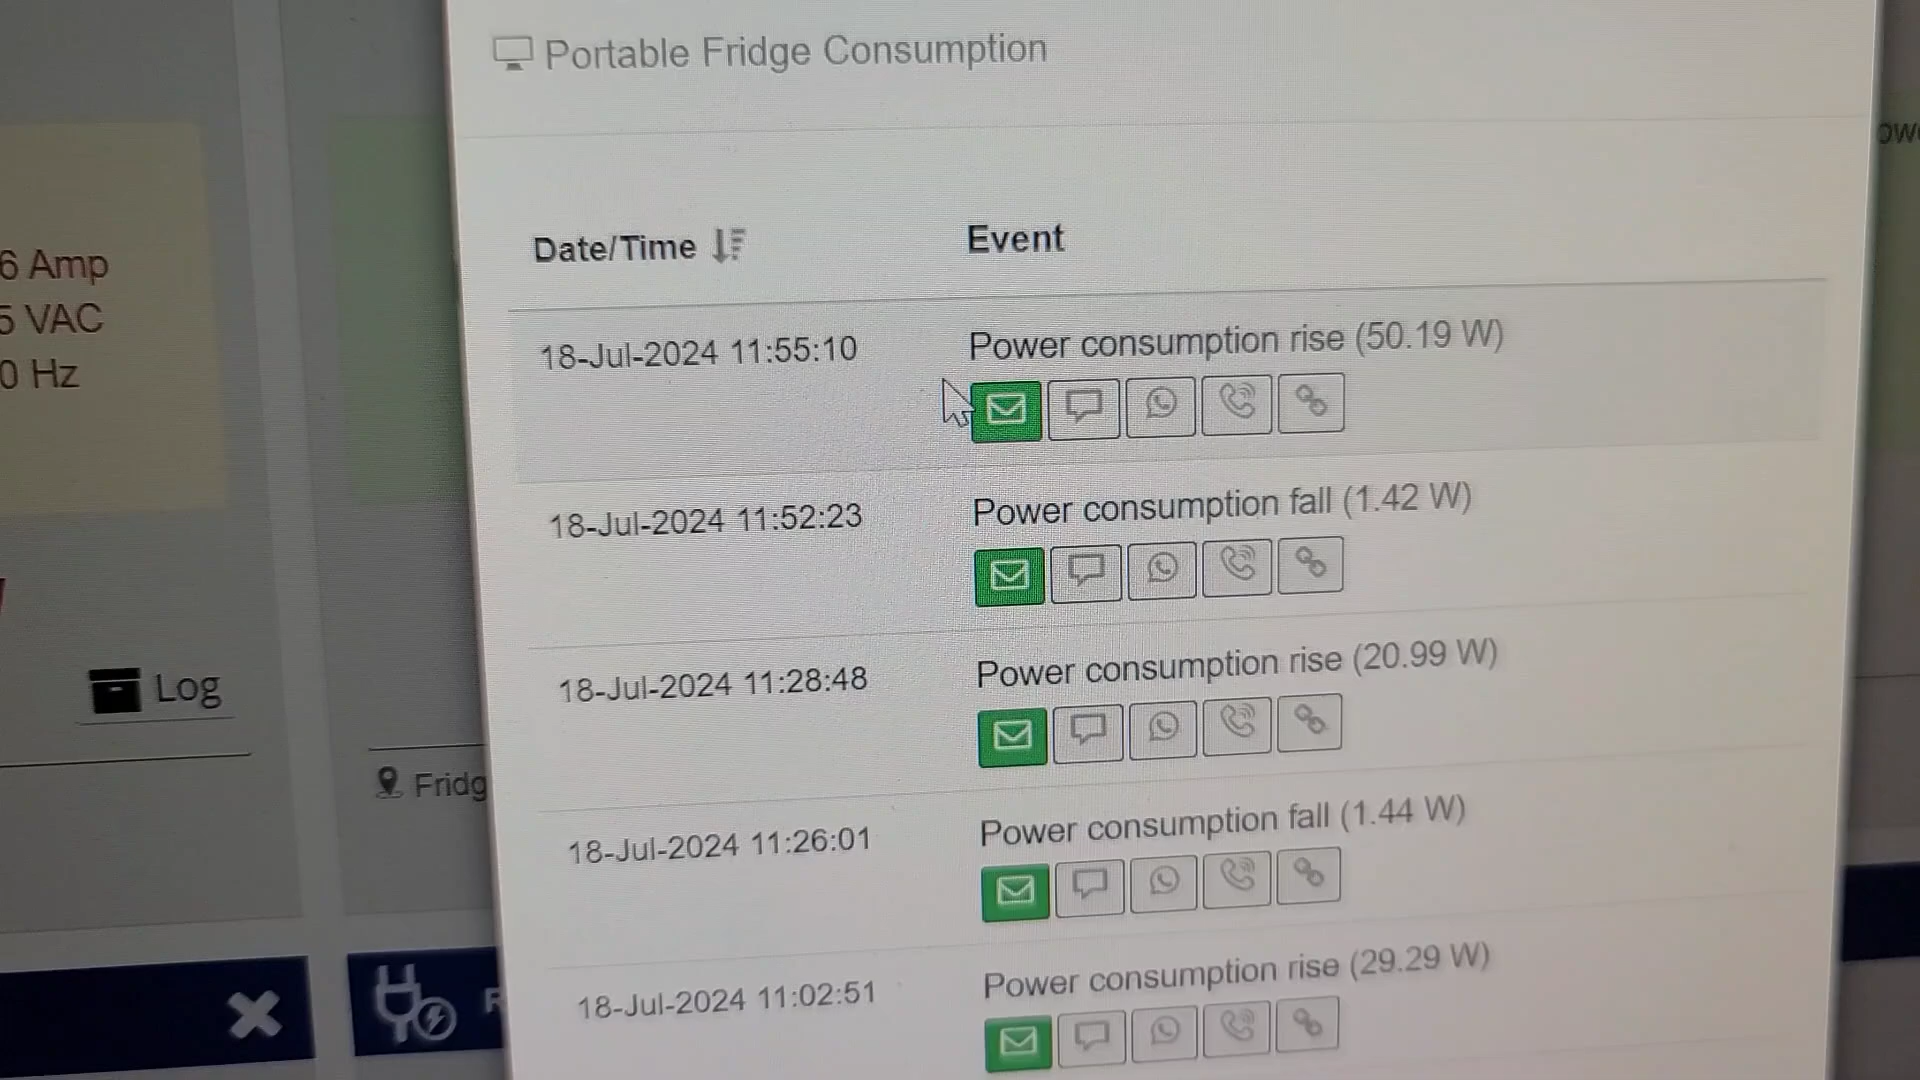 Portable Fridge Consumption
Date/Time
Event
18-Jul-2024 11:55:10
Power consumption rise (50.19 W)
18-Jul-2024 11:52:23
Power consumption fall (1.42 W)
18-Jul-2024 11:28:48
Power consumption rise (20.99 W)
18-Jul-2024 11:26:01
Power consumption fall (1.44 W)
18-Jul-2024 11:02:51
Power consumption rise (29.29 W)
6 Amp
5 VAC
0 Hz
Log
Fridg